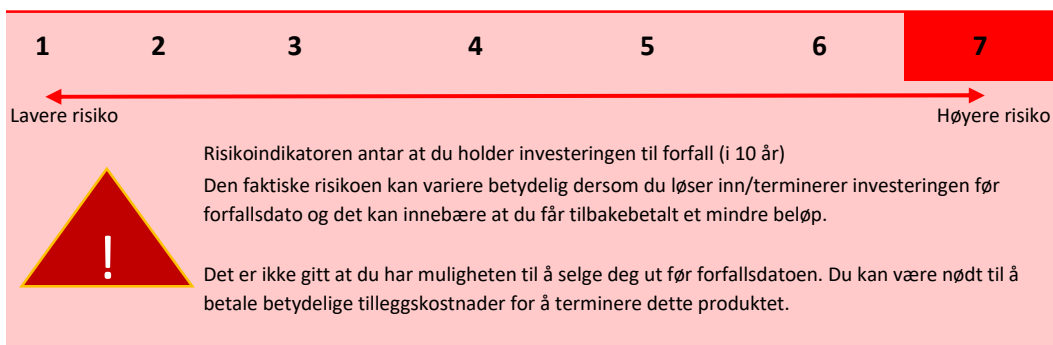 1 2 3 4 5 6 7
Lavere risiko Høyere risiko
Risikoindikatoren antar at du holder investeringen til forfall (i 10 år)
Den faktiske risikoen kan variere betydelig dersom du løser inn/terminerer investeringen før
forfallsdato og det kan innebære at du får tilbakebetalt et mindre beløp.
!
Det er ikke gitt at du har muligheten til å selge deg ut før forfallsdatoen. Du kan være nødt til å
betale betydelige tilleggskostnader for å terminere dette produktet.